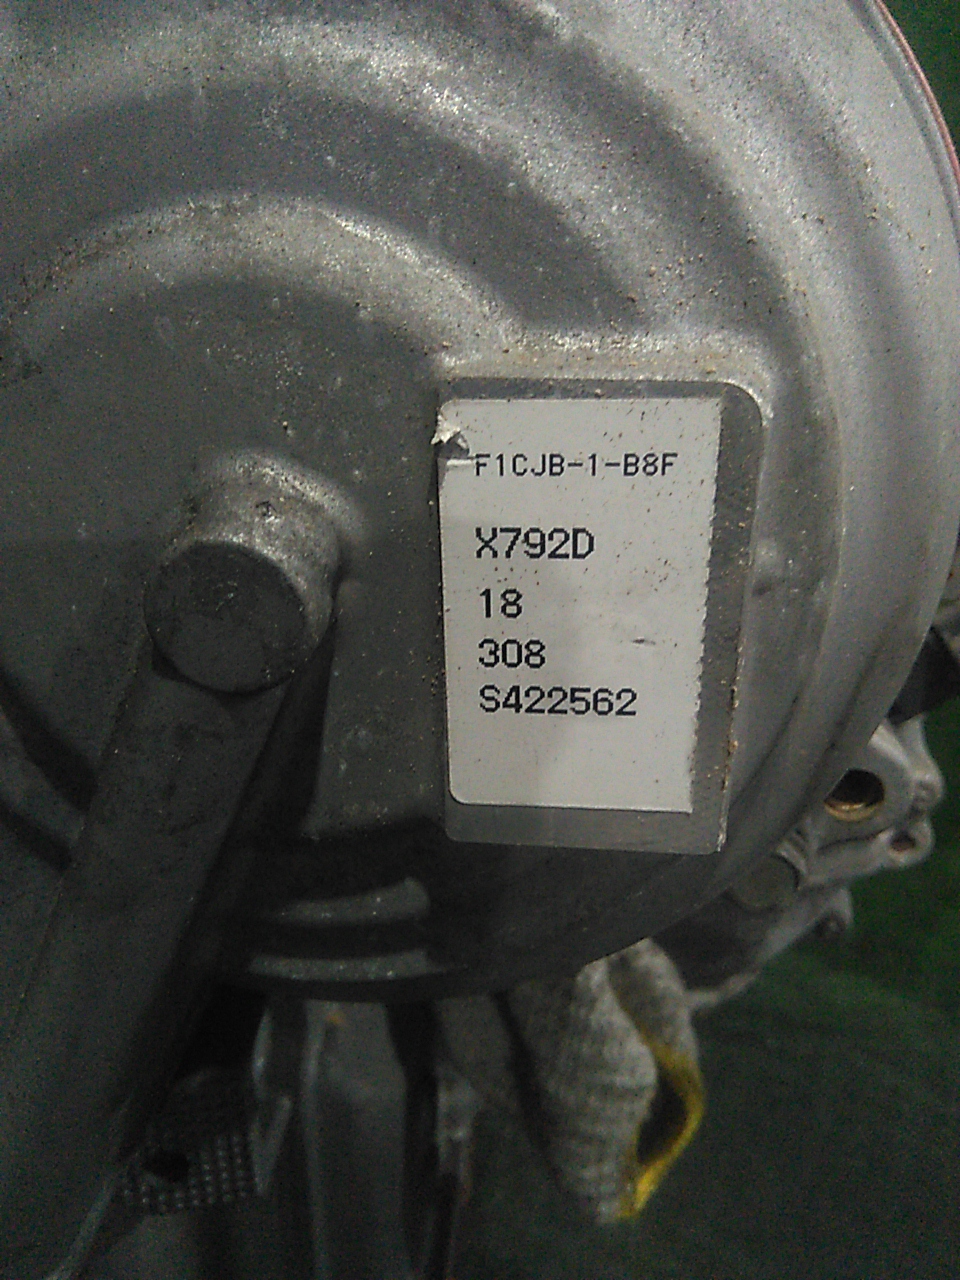 F1CJB-1-B8F
X792D
18
308
S422562